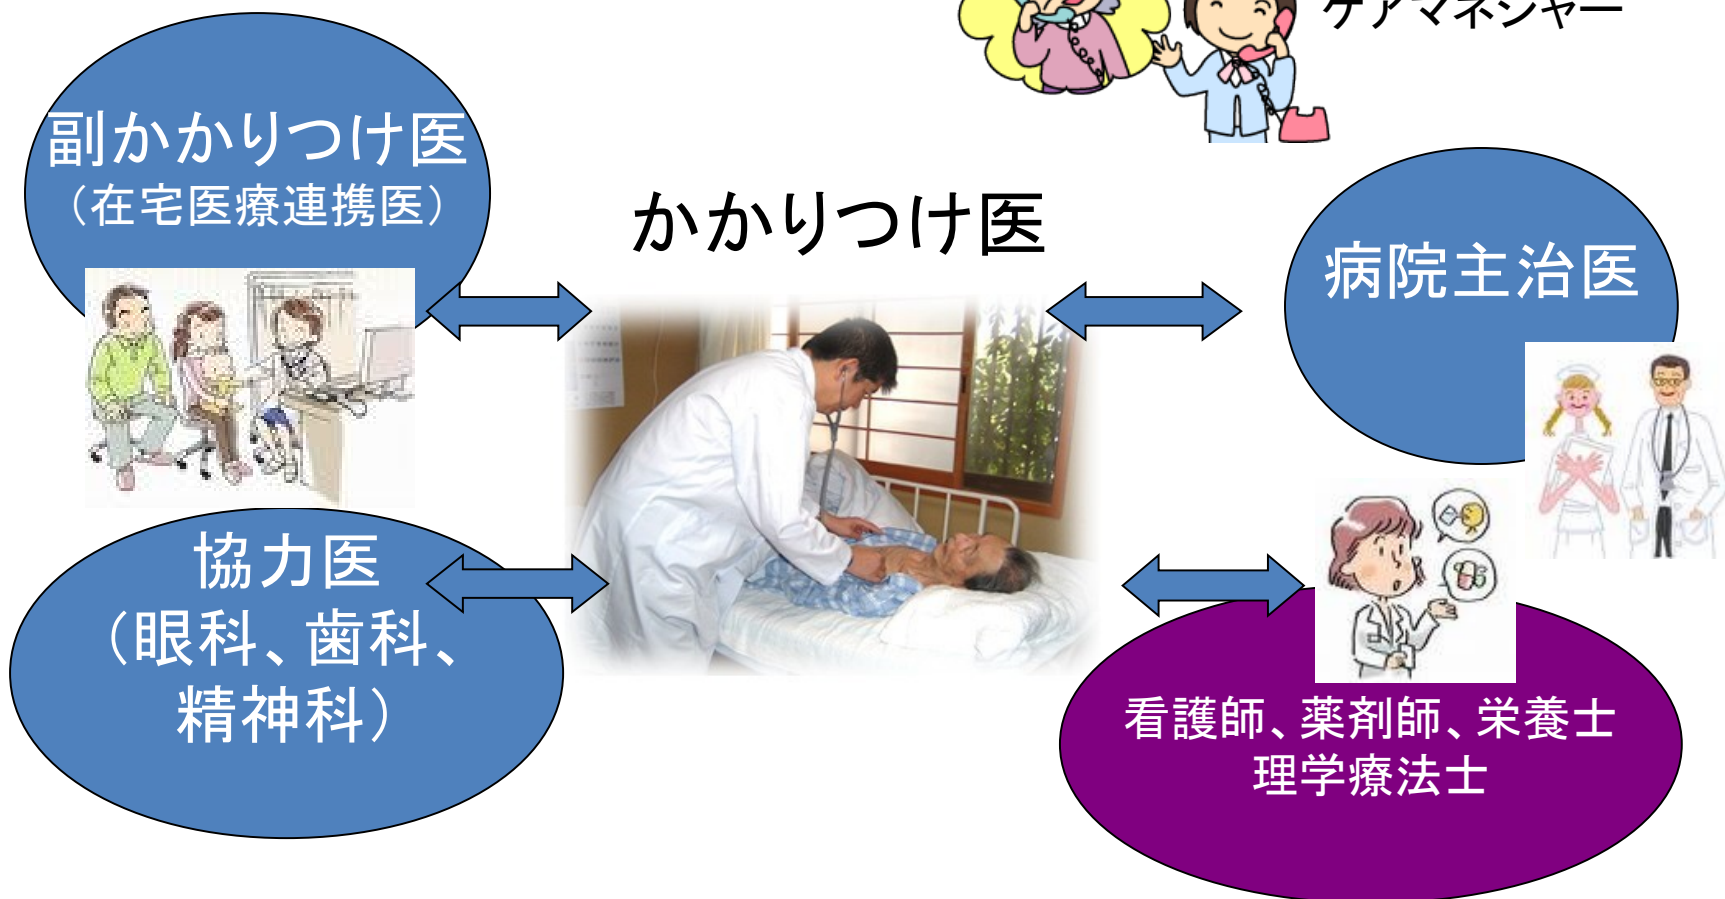 ケアマネジャー
副かかりつけ医
（在宅医療連携医）
かかりつけ医
病院主治医
協力医
（眼科、歯科、
精神科）
看護師、薬剤師、栄養士
理学療法士